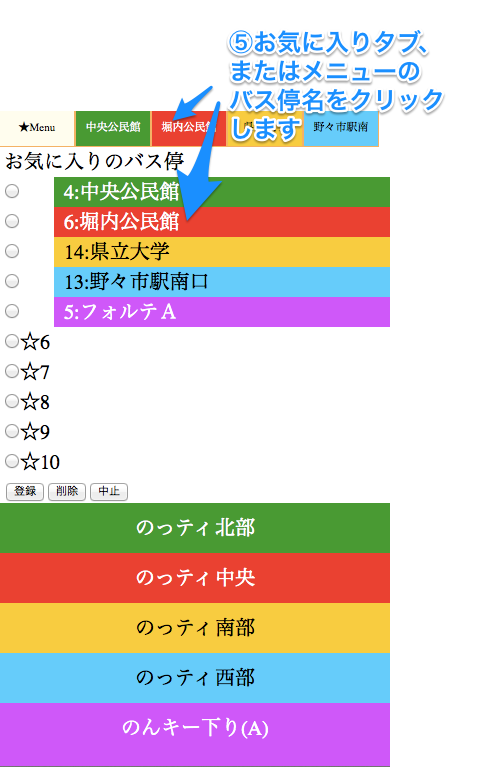 ⑤お気に入りタブ、
またはメニューの
バス停名をクリック
します
★Menu 中央公民館 堀内公民館 野々市駅南
お気に入りのバス停
4:中央公民館
6:堀内公民館
14:県立大学
13:野々市駅南口
5:フォルテA
☆6
☆7
☆8
☆9
☆10
登録 削除 中止
のっティ北部
のっティ中央
のっティ南部
のっティ西部
のんキー下り(A)